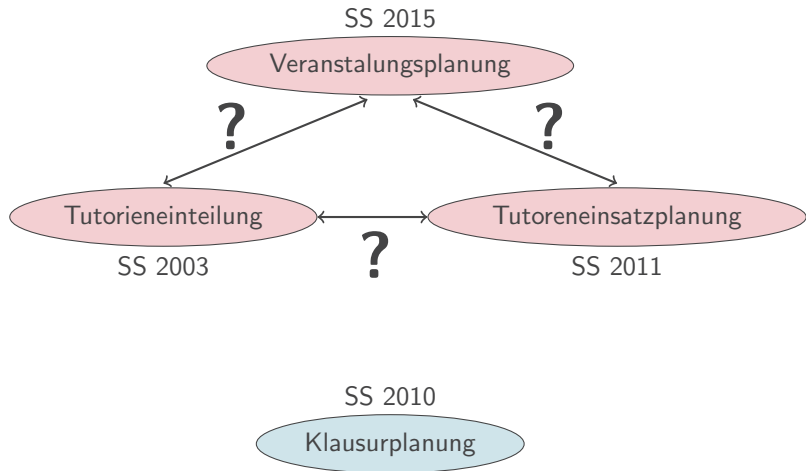 SS 2015
Veranstalungsplanung
?
?
Tutorieneinteilung
Tutoreneinsatzplanung
?
SS 2003
SS 2011
SS 2010
Klausurplanung